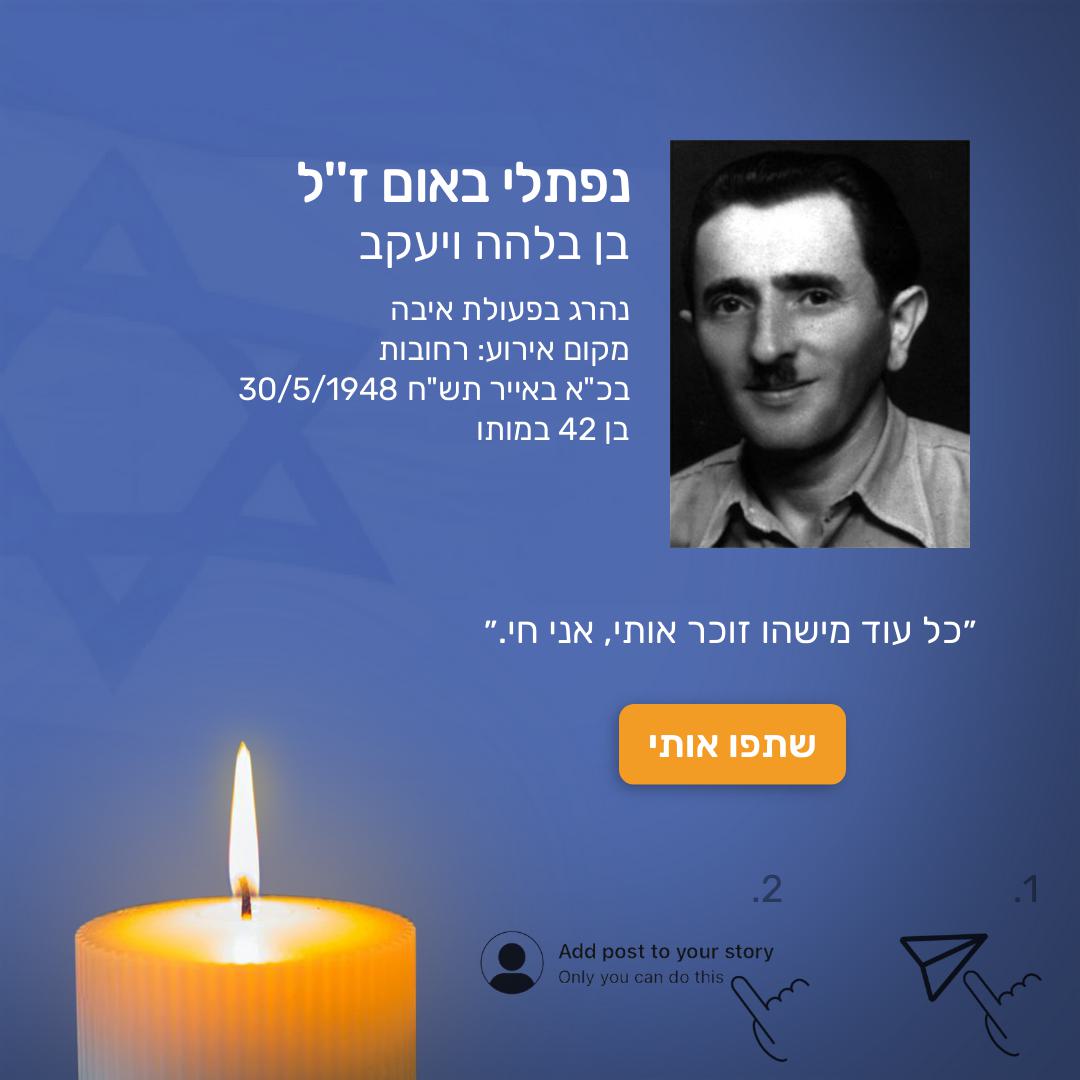 נפתלי באום ז"ל
בן בלהה ויעקב
נהרג בפעולת איבה
מקום אירוע: רחובות
בכ"א באייר תש"ח 30/5/1948
בן 42 במותו
״כל עוד מישהו זוכר אותי, אני חי.״
שתפו אותי
1.
2.
Add post to your story
Only you can do this